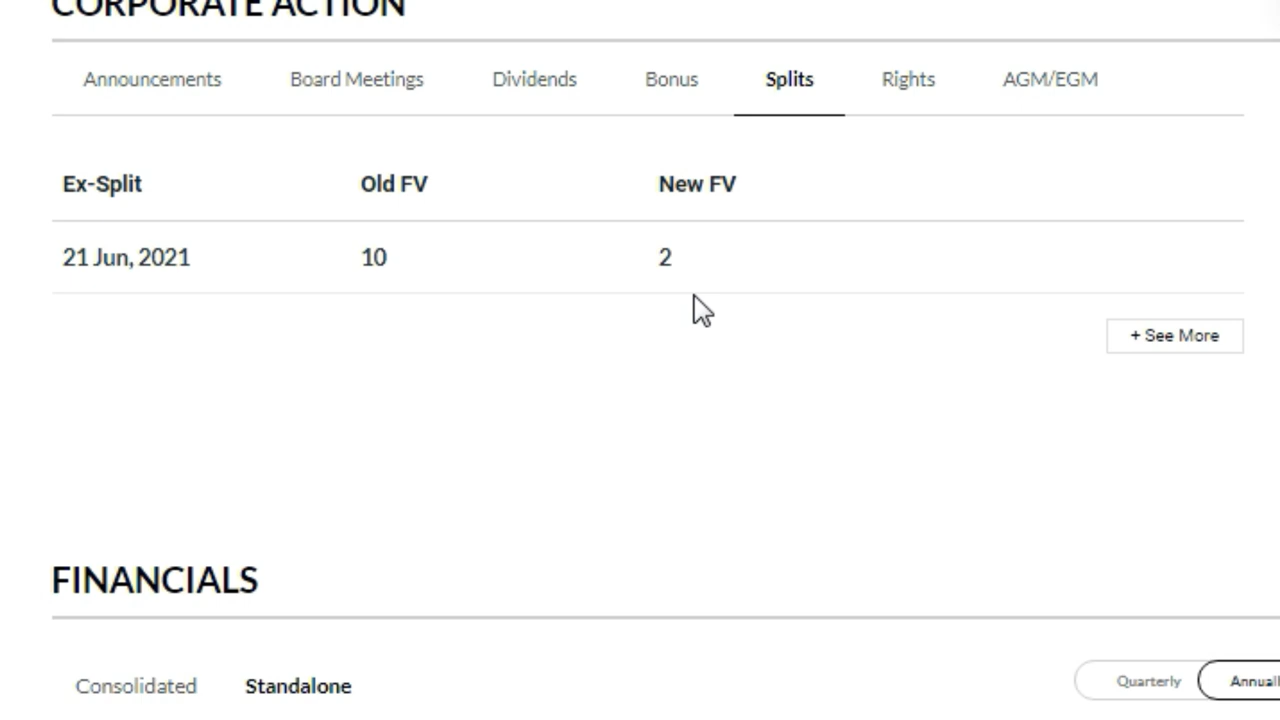 CORPORATE ACTION
Announcements Board Meetings Dividends Bonus Splits Rights AGM/EGM
Ex-Split Old FV New FV
21 Jun, 2021 10 2
+ See More
FINANCIALS
Consolidated Standalone Quarterly